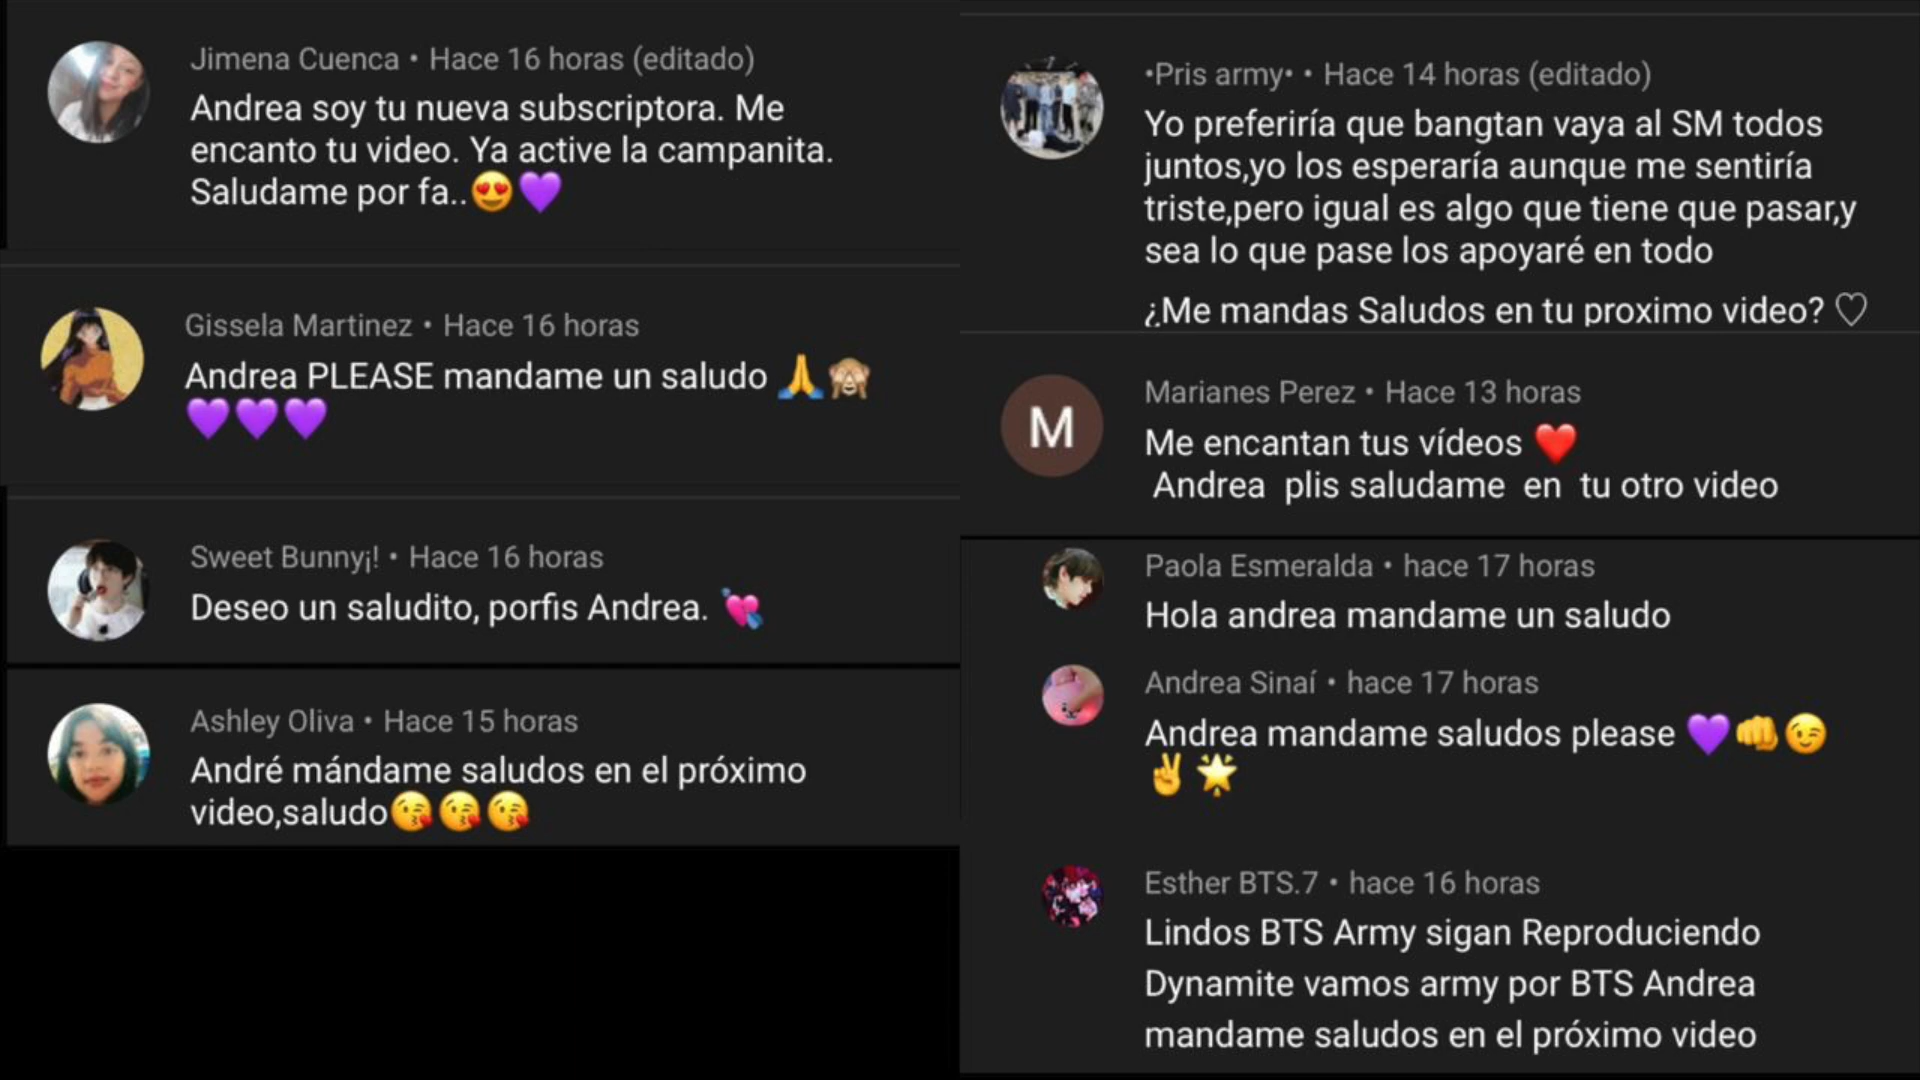 Jimena Cuenca • Hace 16 horas (editado)
Andrea soy tu nueva subscriptora. Me
encanto tu video. Ya active la campanita.
Saludame por fa..😍💜
Gissela Martinez • Hace 16 horas
Andrea PLEASE mandame un saludo 🙏🙈
💜💜💜
Sweet Bunny¡! • Hace 16 horas
Deseo un saludito, porfis Andrea. 💘
Ashley Oliva • Hace 15 horas
André mándame saludos en el próximo
video,saludo😘😘😘
•Pris army• • Hace 14 horas (editado)
Yo preferiría que bangtan vaya al SM todos
juntos,yo los esperaría aunque me sentiría
triste,pero igual es algo que tiene que pasar,y
sea lo que pase los apoyaré en todo
¿Me mandas Saludos en tu proximo video? ♡
M
Marianes Perez • Hace 13 horas
Me encantan tus vídeos ❤️
Andrea plis saludame en tu otro video
Paola Esmeralda • hace 17 horas
Hola andrea mandame un saludo
Andrea Sinaí • hace 17 horas
Andrea mandame saludos please 💜👊😉
✌️🌟
Esther BTS.7 • hace 16 horas
Lindos BTS Army sigan Reproduciendo
Dynamite vamos army por BTS Andrea
mandame saludos en el próximo video